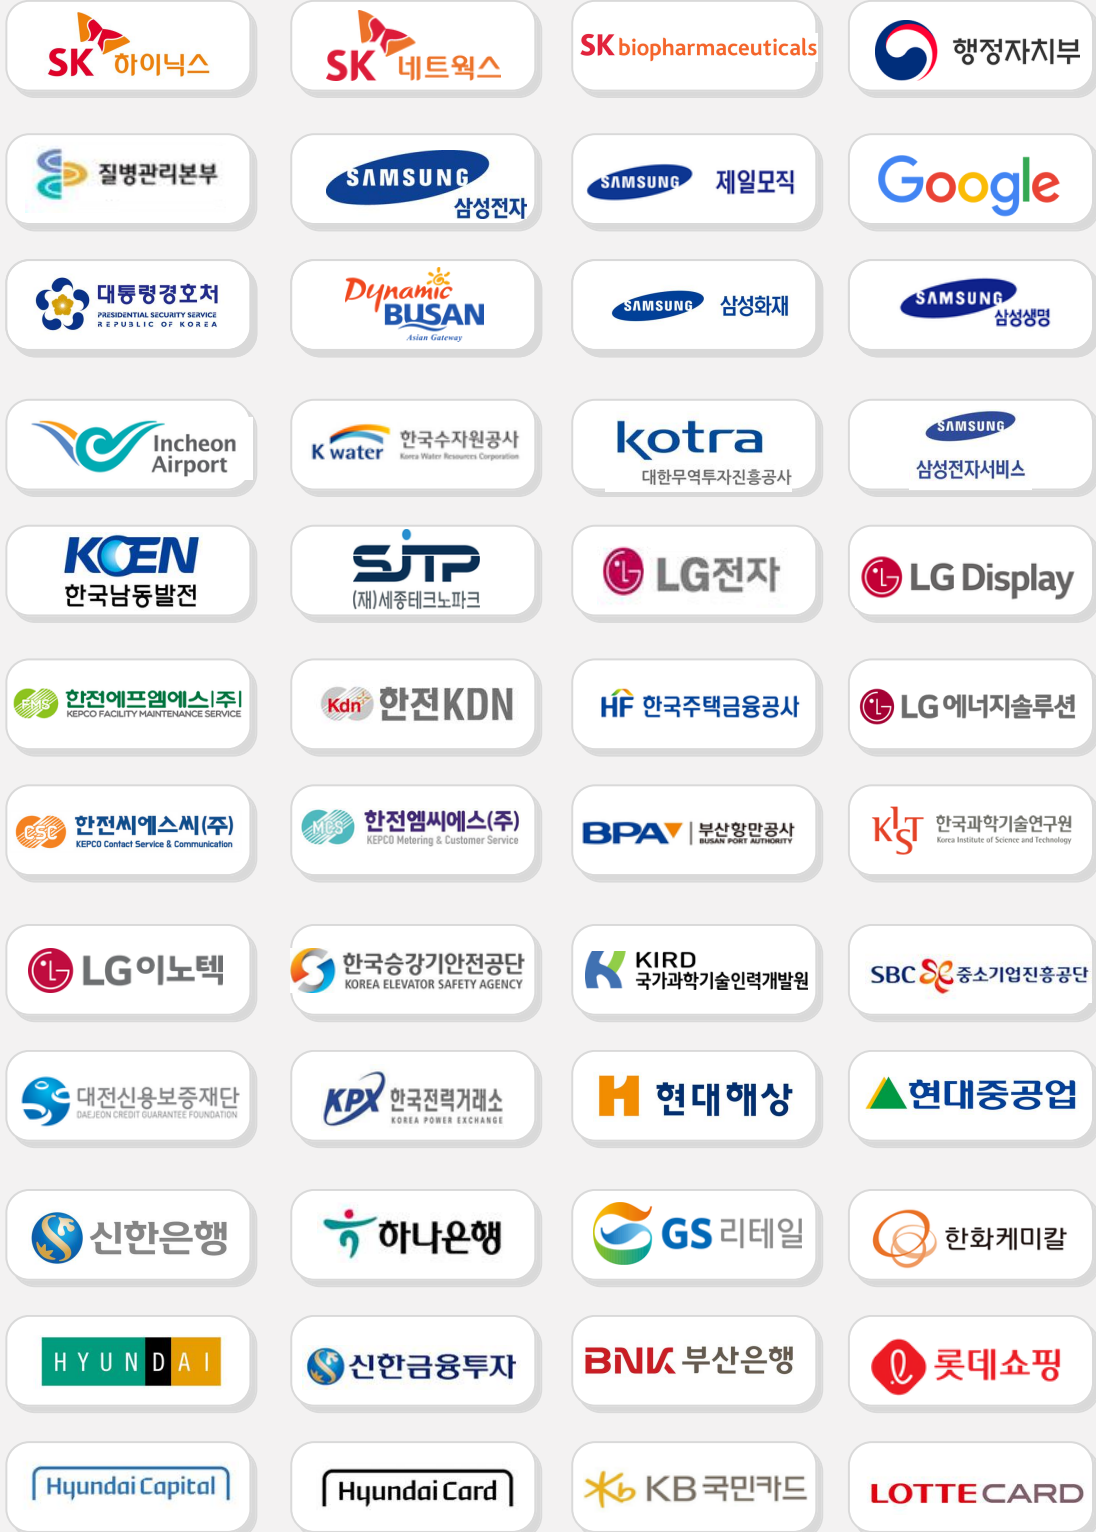 SK 하이닉스
SK 네트웍스
SK biopharmaceuticals
행정자치부
질병관리본부
SAMSUNG
삼성전자
SAMSUNG 제일모직
Google
대통령경호처
PRESIDENTIAL SECURITY SERVICE
REPUBLIC OF KOREA
Dynamic
BUSAN
Asian Gateway
SAMSUNG 삼성화재
SAMSUNG
삼성생명
Incheon
Airport
K water 한국수자원공사
Korea Water Resources Corporation
kotra
대한무역투자진흥공사
SAMSUNG
삼성전자서비스
KOEN
한국남동발전
SJTP
(재)세종테크노파크
LG전자
LG Display
FMS 한전에프엠에스(주)
KEPCO FACILITY MAINTENANCE SERVICE
Kdn 한전KDN
HF 한국주택금융공사
LG에너지솔루션
CSC 한전씨에스씨(주)
KEPCO Contact Service & Communication
MCS 한전엠씨에스(주)
KEPCO Metering & Customer Service
BPA 부산항만공사
BUSAN PORT AUTHORITY
KIST 한국과학기술연구원
Korea Institute of Science and Technology
LG이노텍
한국승강기안전공단
KOREA ELEVATOR SAFETY AGENCY
KIRD
국가과학기술인력개발원
SBC 중소기업진흥공단
대전신용보증재단
DAEJEON CREDIT GUARANTEE FOUNDATION
KPX 한국전력거래소
KOREA POWER EXCHANGE
현대해상
현대중공업
신한은행
하나은행
GS 리테일
한화케미칼
HYUNDAI
신한금융투자
BNK 부산은행
롯데쇼핑
Hyundai Capital
Hyundai Card
KB 국민카드
LOTTE CARD